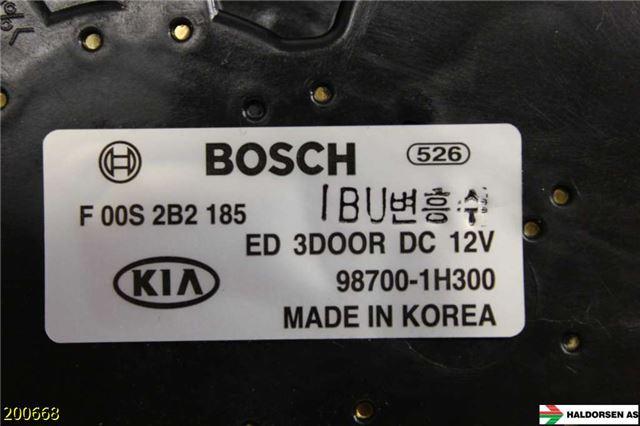 BOSCH 526
F 00S 2B2 185 1BU변흥수
ED 3DOOR DC 12V
KIA 98700-1H300
MADE IN KOREA
200668 HALDORSEN AS